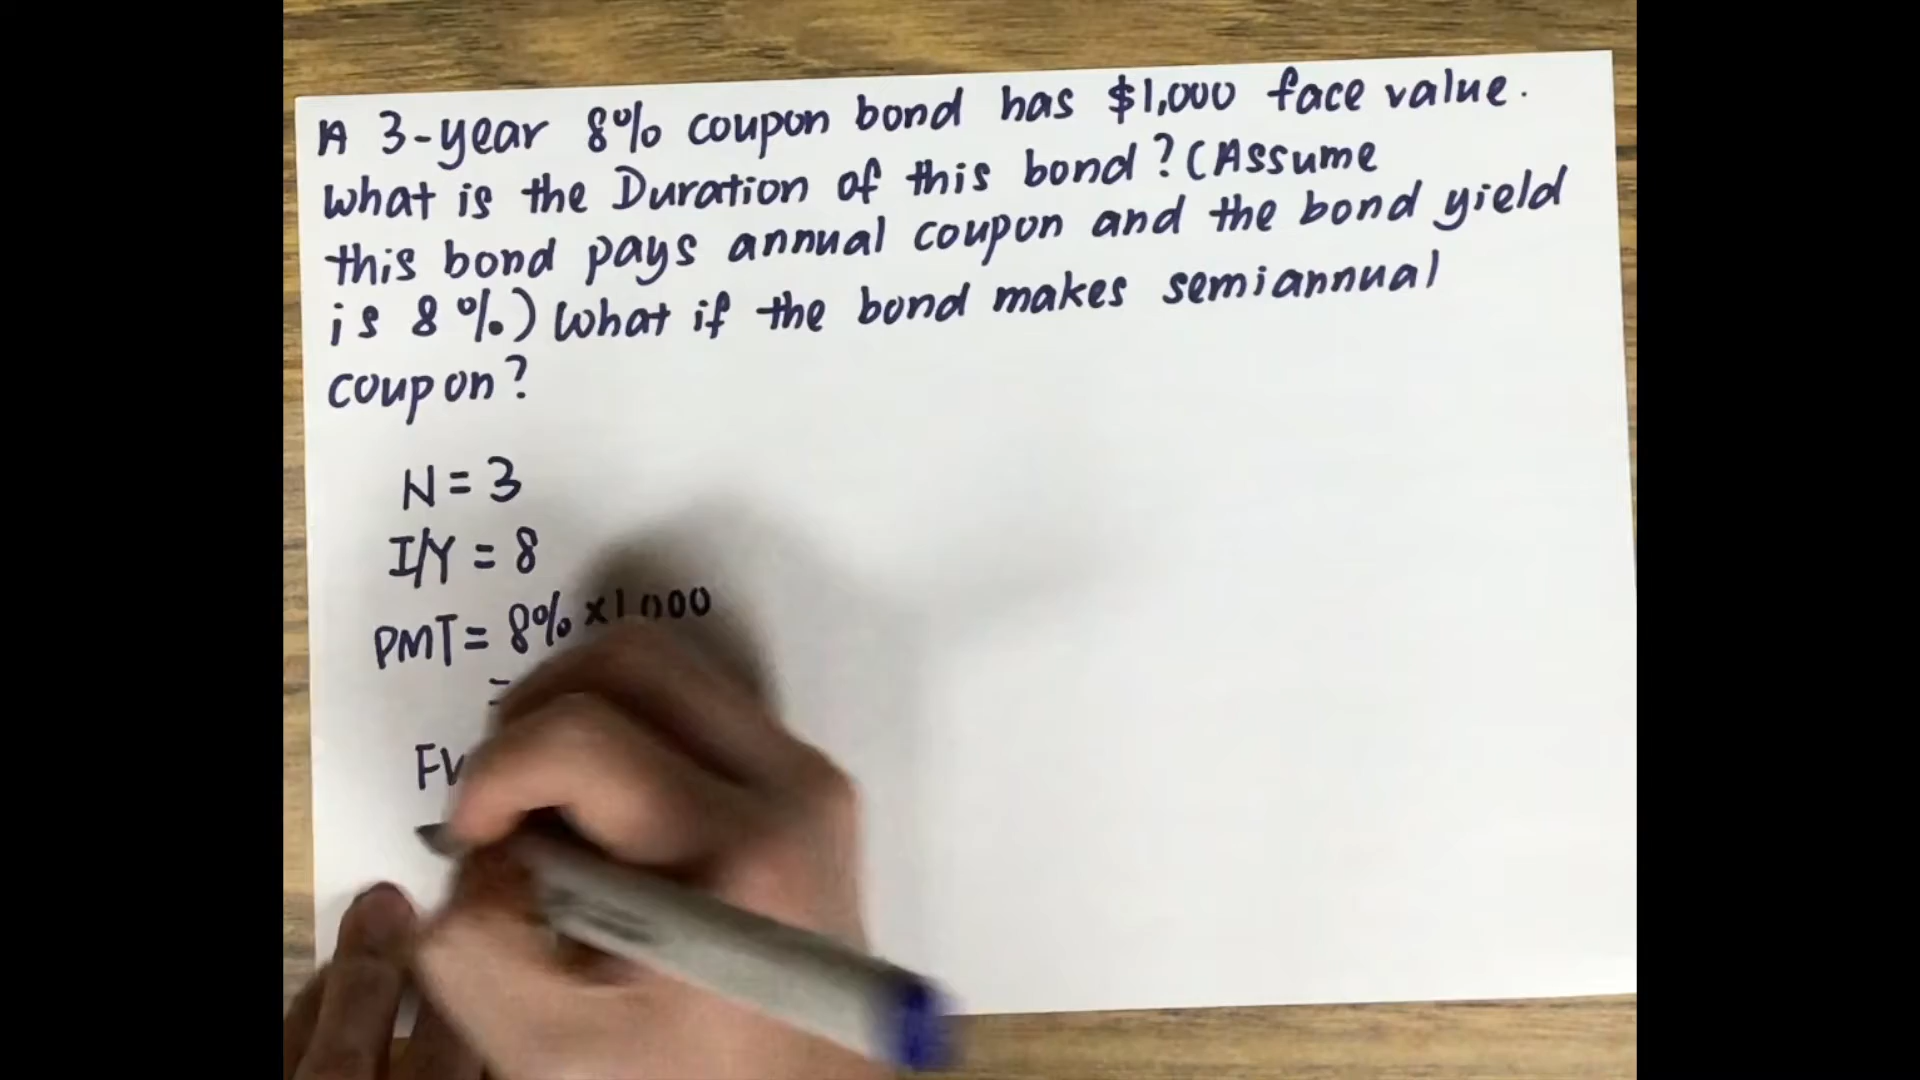 A 3-year 8% coupon bond has $1,000 face value.
What is the Duration of this bond? (Assume
this bond pays annual coupon and the bond yield
is 8%.) What if the bond makes semiannual
coupon?
N = 3
I/Y = 8
PMT = 8% × 1,000
=
FV